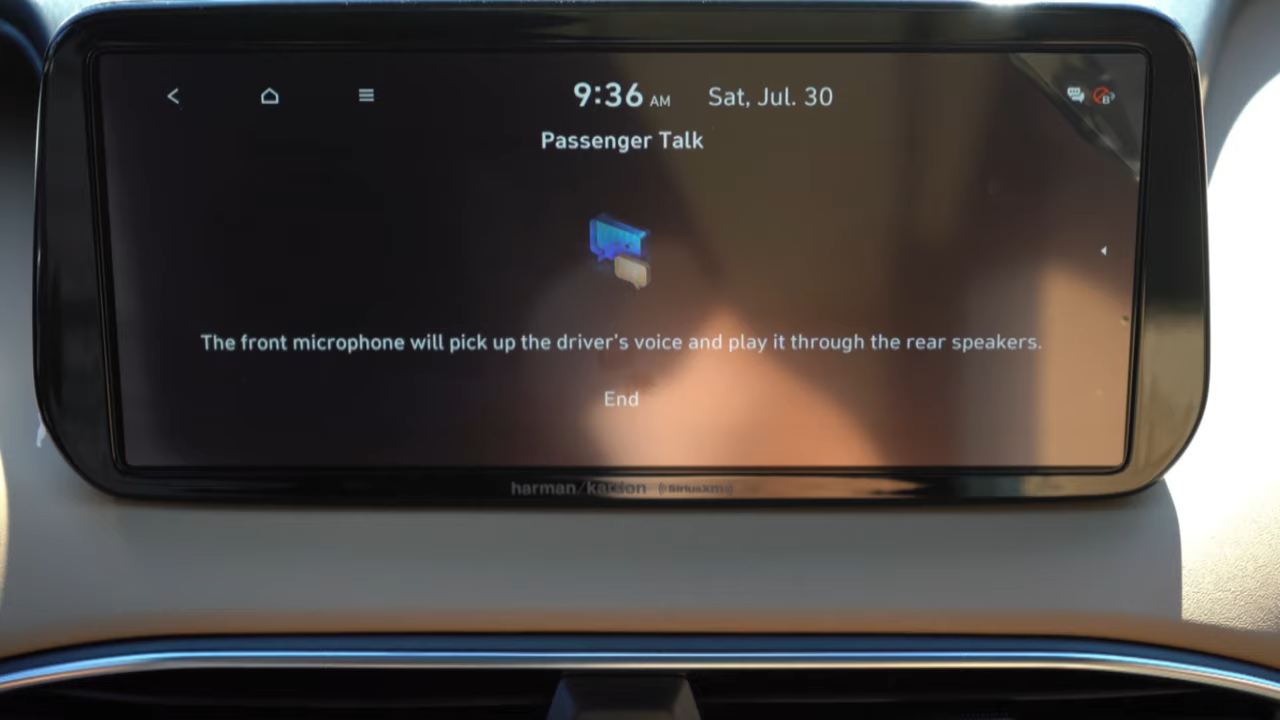 9:36 AM Sat, Jul. 30
Passenger Talk
The front microphone will pick up the driver's voice and play it through the rear speakers.
End
harman/kardon ((SiriusXM))